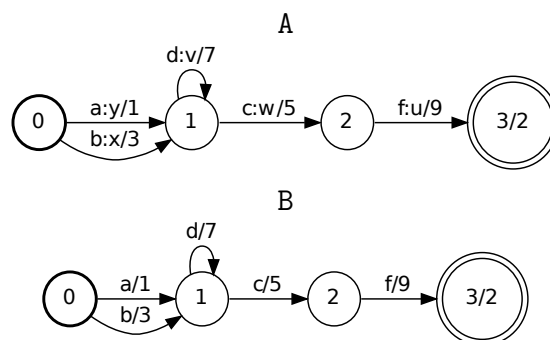 A
d:v/7
0 a:y/1 1 c:w/5 2 f:u/9 3/2
b:x/3
B
d/7
0 a/1 1 c/5 2 f/9 3/2
b/3